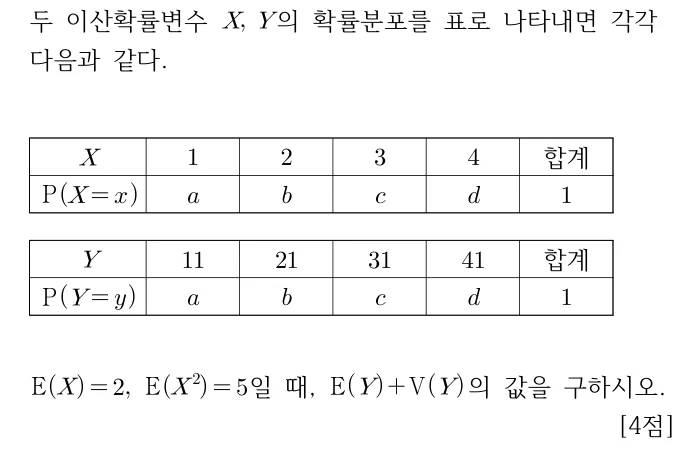 두 이산확률변수 X, Y의 확률분포를 표로 나타내면 각각
다음과 같다.
X 1 2 3 4 합계
P(X=x) a b c d 1
Y 11 21 31 41 합계
P(Y=y) a b c d 1
E(X)=2, E(X²)=5일 때, E(Y)+V(Y)의 값을 구하시오.
[4점]